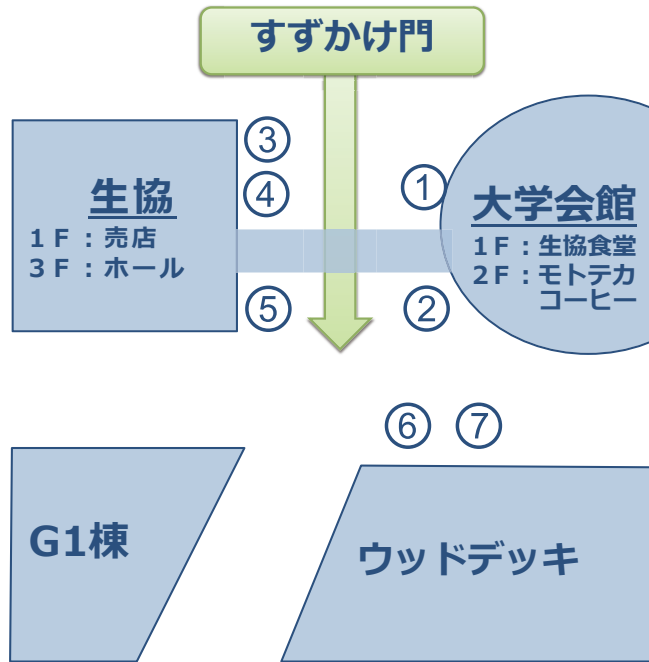 すずかけ門
③
④
①
生協
1F：売店
3F：ホール
大学会館
1F：生協食堂
2F：モトテカ
コーヒー
⑤
②
⑥ ⑦
G1棟
ウッドデッキ